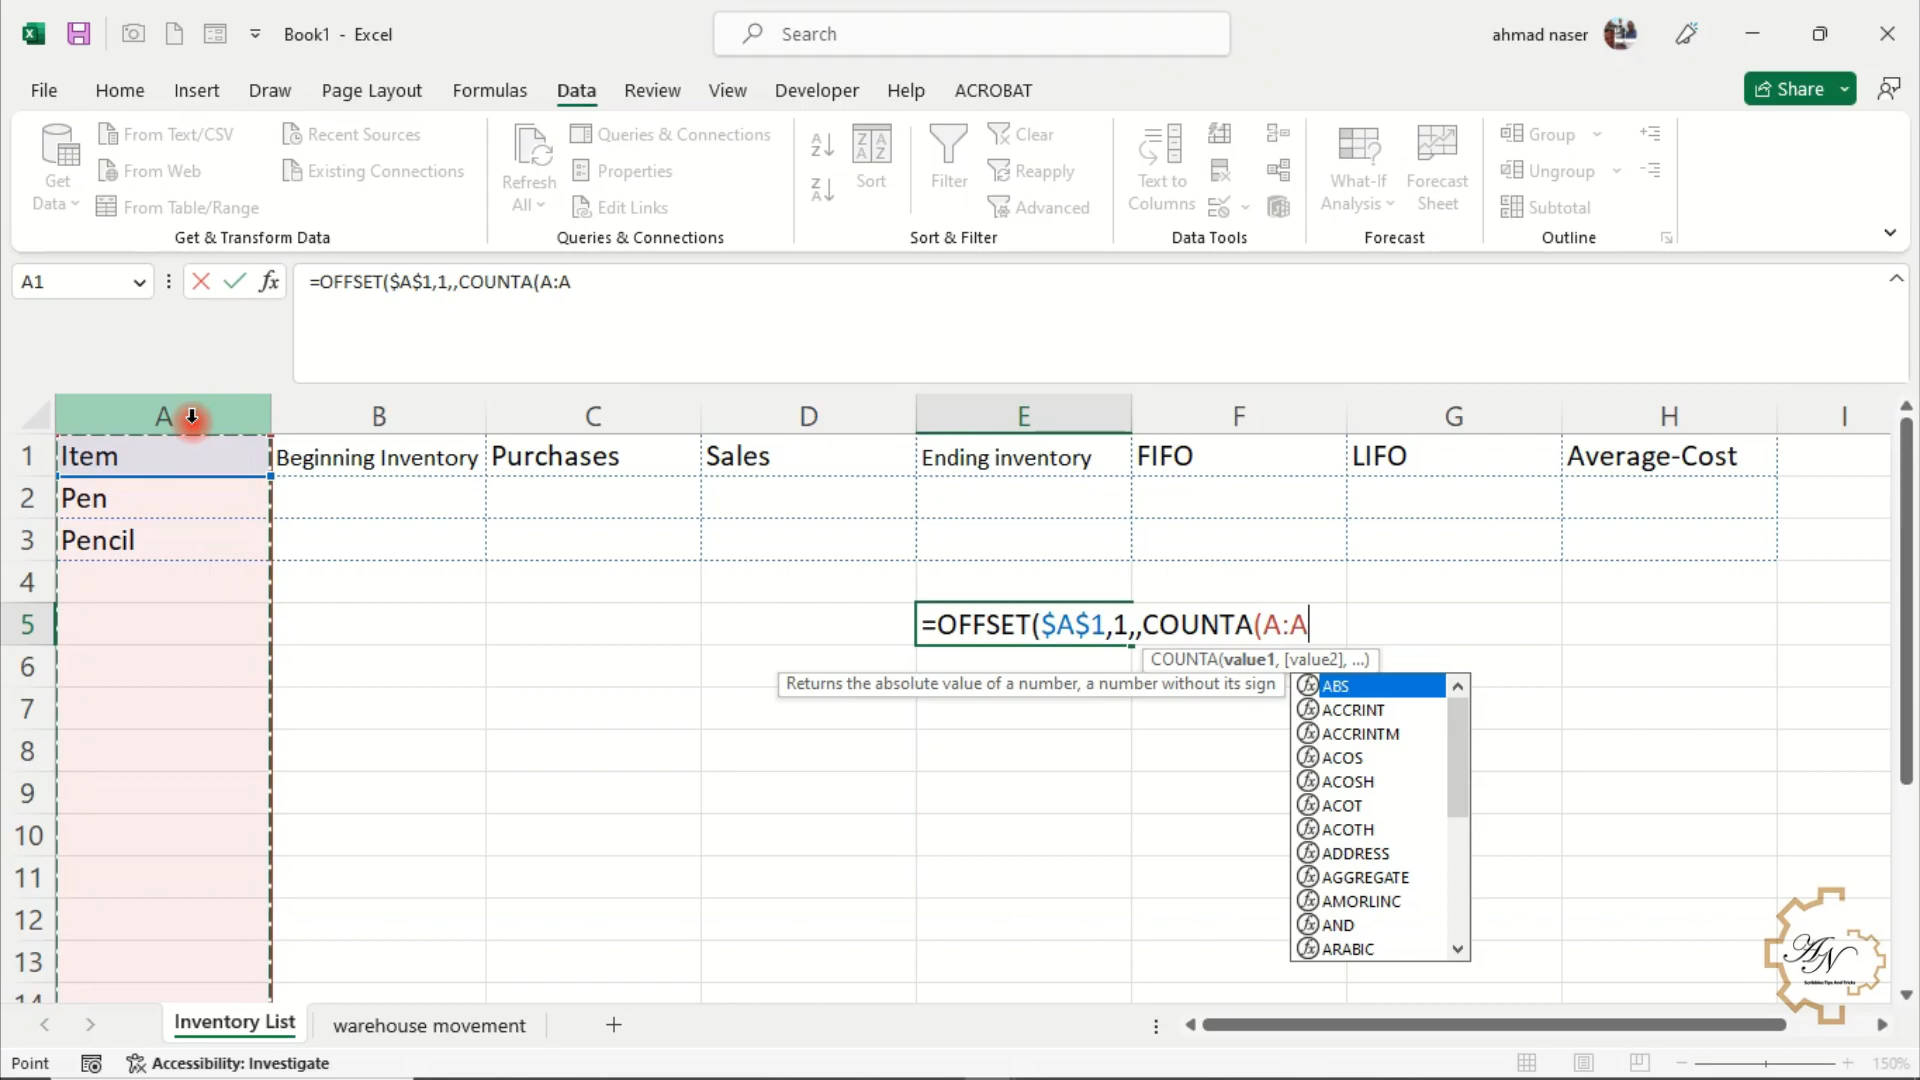 Book1 - Excel
Search
ahmad naser
File Home Insert Draw Page Layout Formulas Data Review View Developer Help ACROBAT
Share
Get Data
From Text/CSV
From Web
From Table/Range
Recent Sources
Existing Connections
Get & Transform Data
Refresh All
Queries & Connections
Properties
Edit Links
Queries & Connections
Sort
Filter
Clear
Reapply
Advanced
Sort & Filter
Text to Columns
Data Tools
What-If Analysis
Forecast Sheet
Forecast
Group
Ungroup
Subtotal
Outline
A1
fx
=OFFSET($A$1,1,,COUNTA(A:A
A B C D E F G H I
1 Item Beginning Inventory Purchases Sales Ending inventory FIFO LIFO Average-Cost
2 Pen
3 Pencil
4
5 =OFFSET($A$1,1,,COUNTA(A:A
COUNTA(value1, [value2], ...)
6
Returns the absolute value of a number, a number without its sign
ABS
7
ACCRINT
ACCRINTM
8
ACOS
ACOSH
9
ACOT
ACOTH
10
ADDRESS
11
AGGREGATE
AMORLINC
12
AND
ARABIC
13
14
AN
Scribbles Tips And Tricks
Inventory List warehouse movement
Point
Accessibility: Investigate
150%